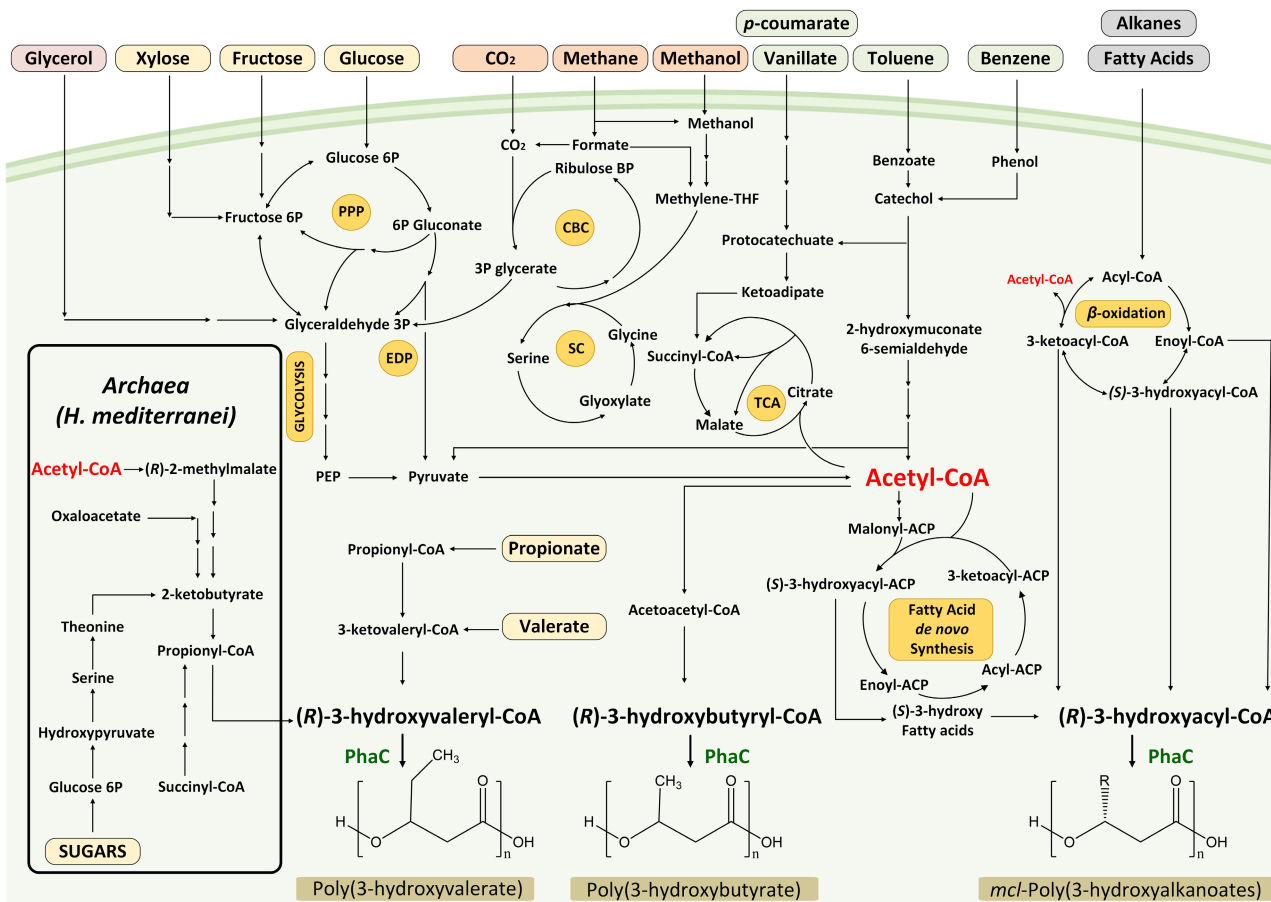 p-coumarate
Alkanes
Glycerol
Xylose
Fructose
Glucose
CO₂
Methane
Methanol
Vanillate
Toluene
Benzene
Fatty Acids
Methanol
CO₂
Formate
Glucose 6P
Ribulose BP
Benzoate
Phenol
Methylene-THF
Catechol
Fructose 6P
PPP
6P Gluconate
CBC
Protocatechuate
3P glycerate
Ketoadipate
Acetyl-CoA
Acyl-CoA
β-oxidation
3-ketoacyl-CoA
Enoyl-CoA
(S)-3-hydroxyacyl-CoA
Glyceraldehyde 3P
EDP
GLYCOLYSIS
Glycine
Serine
SC
Glyoxylate
Succinyl-CoA
TCA
Citrate
Malate
2-hydroxymuconate
6-semialdehyde
Archaea
(H. mediterranei)
Acetyl-CoA
(R)-2-methylmalate
Oxaloacetate
2-ketobutyrate
Theonine
Propionyl-CoA
Serine
Hydroxypyruvate
Glucose 6P
Succinyl-CoA
SUGARS
PEP
Pyruvate
Acetyl-CoA
Malonyl-ACP
Propionyl-CoA
Propionate
3-ketovaleryl-CoA
Valerate
Acetoacetyl-CoA
(S)-3-hydroxyacyl-ACP
3-ketoacyl-ACP
Fatty Acid
de novo
Synthesis
Acyl-ACP
Enoyl-ACP
(S)-3-hydroxy
Fatty acids
(R)-3-hydroxyvaleryl-CoA
(R)-3-hydroxybutyryl-CoA
(R)-3-hydroxyacyl-CoA
PhaC
PhaC
PhaC
CH₃
O
H
O
OH
n
CH₃
O
H
O
OH
n
R
O
H
O
OH
n
Poly(3-hydroxyvalerate)
Poly(3-hydroxybutyrate)
mcl-Poly(3-hydroxyalkanoates)